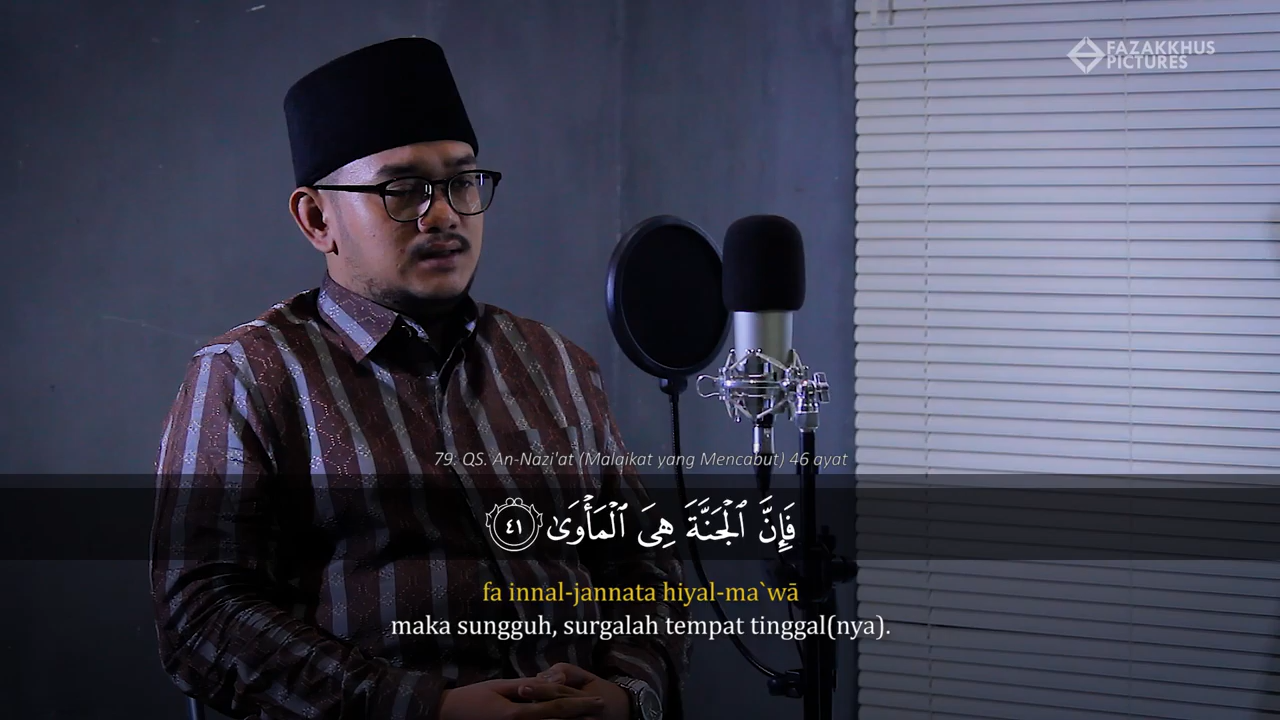 FAZAKKHUS
PICTURES
79. QS. An-Nazi'at (Malaikat yang Mencabut) 46 ayat
فَإِنَّ ٱلْجَنَّةَ هِىَ ٱلْمَأْوَىٰ ٤١
fa innal-jannata hiyal-ma`wā
maka sungguh, surgalah tempat tinggal(nya).